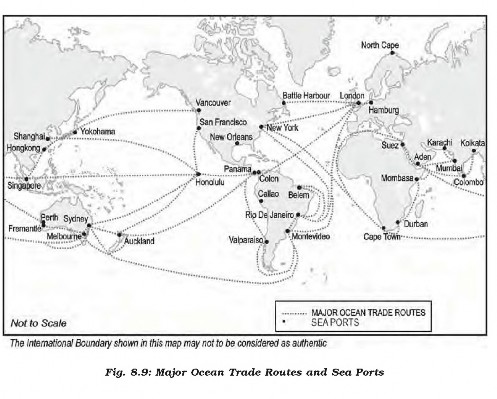 North Cape
Battle Harbour
London
Hamburg
Vancouver
San Francisco
New York
New Orleans
Shanghai
Yokohama
Hongkong
Suez
Karachi
Kolkata
Aden
Mumbai
Colombo
Singapore
Honolulu
Panama
Colon
Callao
Belem
Mombasa
Perth
Sydney
Fremantle
Melbourne
Auckland
Rio De Janeiro
Valparaiso
Montevideo
Cape Town
Durban
MAJOR OCEAN TRADE ROUTES
SEA PORTS
Not to Scale
The International Boundary shown in this map may not to be considered as authentic
Fig. 8.9: Major Ocean Trade Routes and Sea Ports